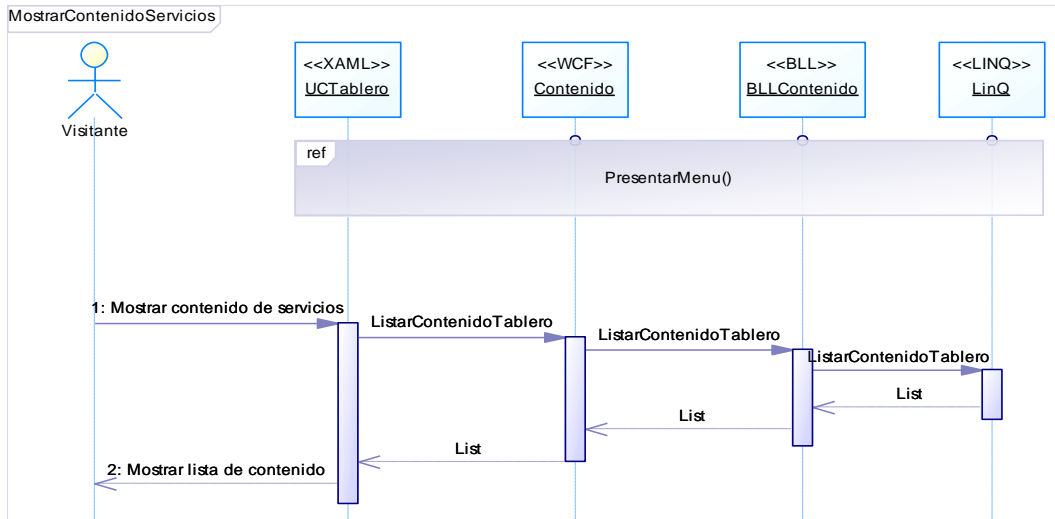 MostrarContenidoServicios
Visitante
<<XAML>>
UCTablero
<<WCF>>
Contenido
<<BLL>>
BLLContenido
<<LINQ>>
LinQ
ref
PresentarMenu()
1: Mostrar contenido de servicios
ListarContenidoTablero
ListarContenidoTablero
ListarContenidoTablero
List
List
List
2: Mostrar lista de contenido